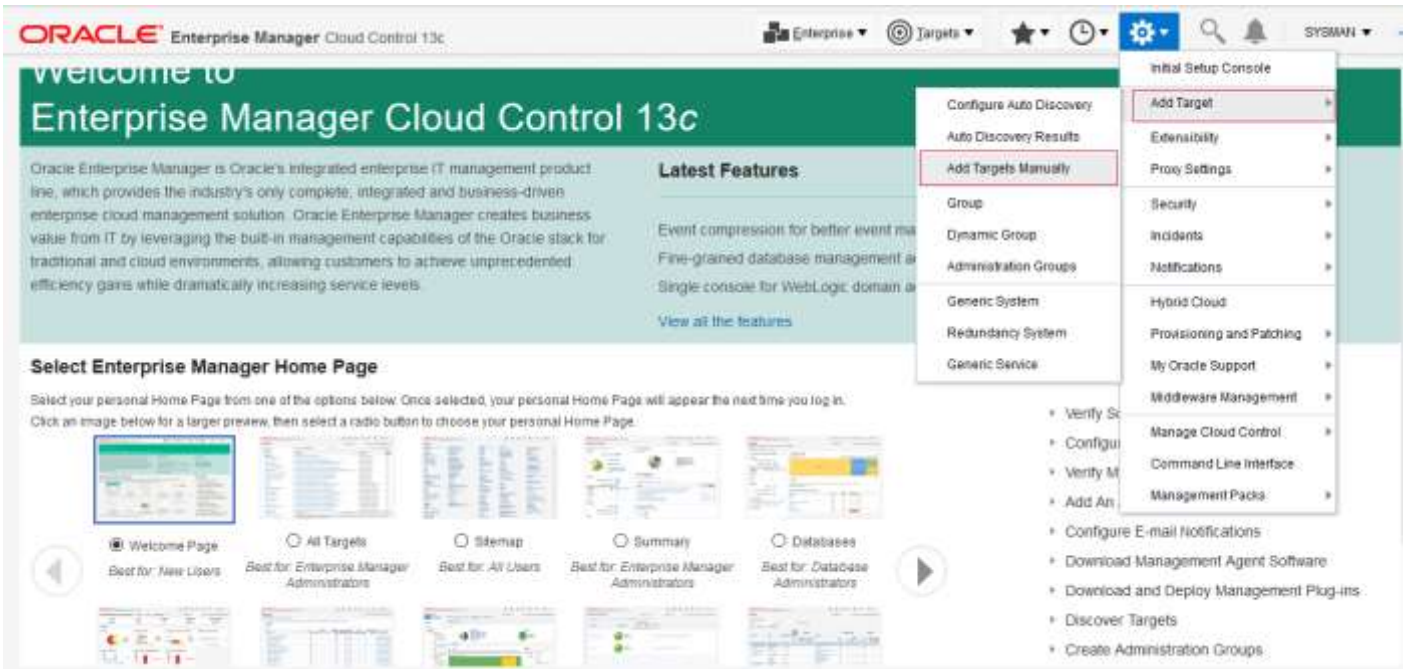 ORACLE Enterprise Manager Cloud Control 13c
Enterprise
Targets
SYSMAN
Welcome to
Enterprise Manager Cloud Control 13c
Oracle Enterprise Manager is Oracle's integrated enterprise IT management product
line, which provides the industry's only complete, integrated and business-driven
enterprise cloud management solution. Oracle Enterprise Manager creates business
value from IT by leveraging the built-in management capabilities of the Oracle stack for
traditional and cloud environments, allowing customers to achieve unprecedented
efficiency gains while dramatically increasing service levels.
Latest Features
Event compression for better event ma
Fine-grained database management a
Single console for WebLogic domain a
View all the features
Configure Auto Discovery
Auto Discovery Results
Add Targets Manually
Group
Dynamic Group
Administration Groups
Generic System
Redundancy System
Generic Service
Initial Setup Console
Add Target
Extensibility
Proxy Settings
Security
Incidents
Notifications
Hybrid Cloud
Provisioning and Patching
My Oracle Support
Middleware Management
Manage Cloud Control
Command Line Interface
Management Packs
Select Enterprise Manager Home Page
Select your personal Home Page from one of the options below. Once selected, your personal Home Page will appear the next time you log in.
Click an image below for a larger preview, then select a radio button to choose your personal Home Page.
Welcome Page
Best for: New Users
All Targets
Best for: Enterprise Manager
Administrators
Sitemap
Best for: All Users
Summary
Best for: Enterprise Manager
Administrators
Databases
Best for: Database
Administrators
Verify So
Configu
Verify M
Add An
Configure E-mail Notifications
Download Management Agent Software
Download and Deploy Management Plug-ins
Discover Targets
Create Administration Groups